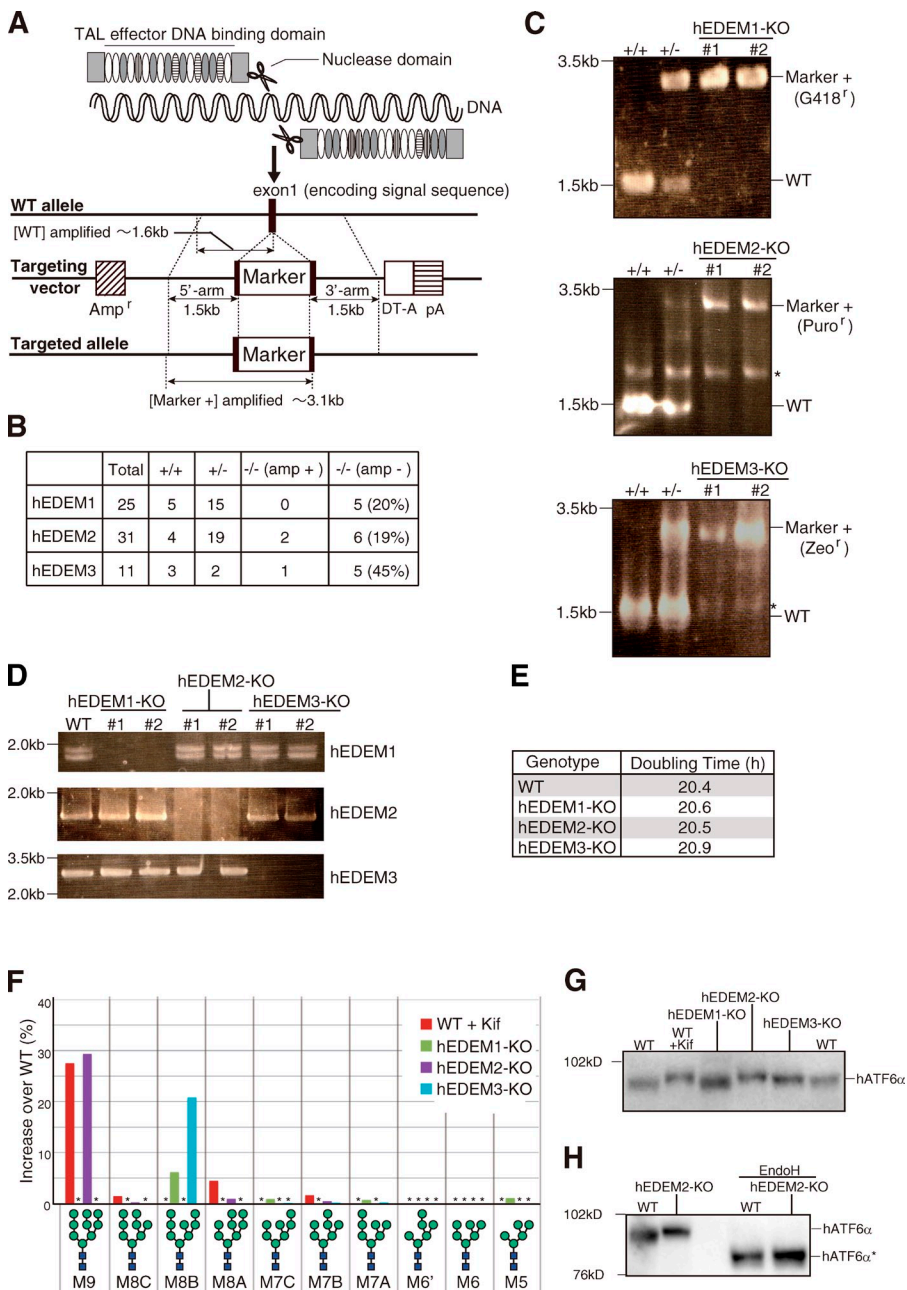 A
TAL effector DNA binding domain
Nuclease domain
DNA
exon1 (encoding signal sequence)
WT allele
[WT] amplified ～1.6kb
Targeting vector
Marker
Amp r
5’-arm
1.5kb
3’-arm
1.5kb
DT-A pA
Targeted allele
Marker
[Marker +] amplified ～3.1kb
B
Total +/+ +/- -/- (amp + ) -/- (amp - )
hEDEM1 25 5 15 0 5 (20%)
hEDEM2 31 4 19 2 6 (19%)
hEDEM3 11 3 2 1 5 (45%)
C
hEDEM1-KO
+/+ +/- #1 #2
3.5kb
Marker +
(G418r)
1.5kb
WT
hEDEM2-KO
+/+ +/- #1 #2
3.5kb
Marker +
(Puror)
*
1.5kb
WT
hEDEM3-KO
+/+ +/- #1 #2
3.5kb
Marker +
(Zeor)
*
1.5kb
WT
D
hEDEM2-KO
hEDEM1-KO hEDEM3-KO
WT #1 #2 #1 #2 #1 #2
2.0kb
hEDEM1
2.0kb
hEDEM2
3.5kb
hEDEM3
2.0kb
E
Genotype Doubling Time (h)
WT 20.4
hEDEM1-KO 20.6
hEDEM2-KO 20.5
hEDEM3-KO 20.9
F
Increase over WT (%)
40
30
20
10
0
WT + Kif
hEDEM1-KO
hEDEM2-KO
hEDEM3-KO
* * * * * * * * * * * * * * * * * * * * * * * *
M9 M8C M8B M8A M7C M7B M7A M6’ M6 M5
G
hEDEM2-KO
hEDEM1-KO
WT
+Kif
hEDEM3-KO
WT WT
102kD
hATF6α
H
EndoH
hEDEM2-KO hEDEM2-KO
WT WT
102kD
hATF6α
hATF6α*
76kD